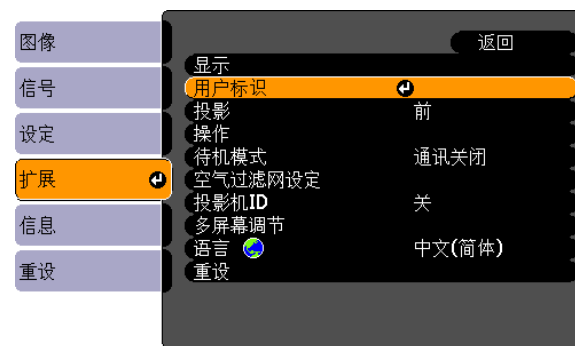 图像
信号
设定
扩展
信息
重设
返回
显示
用户标识
投影 前
操作
待机模式 通讯关闭
空气过滤网设定
投影机ID 关
多屏幕调节
语言 中文(简体)
重设